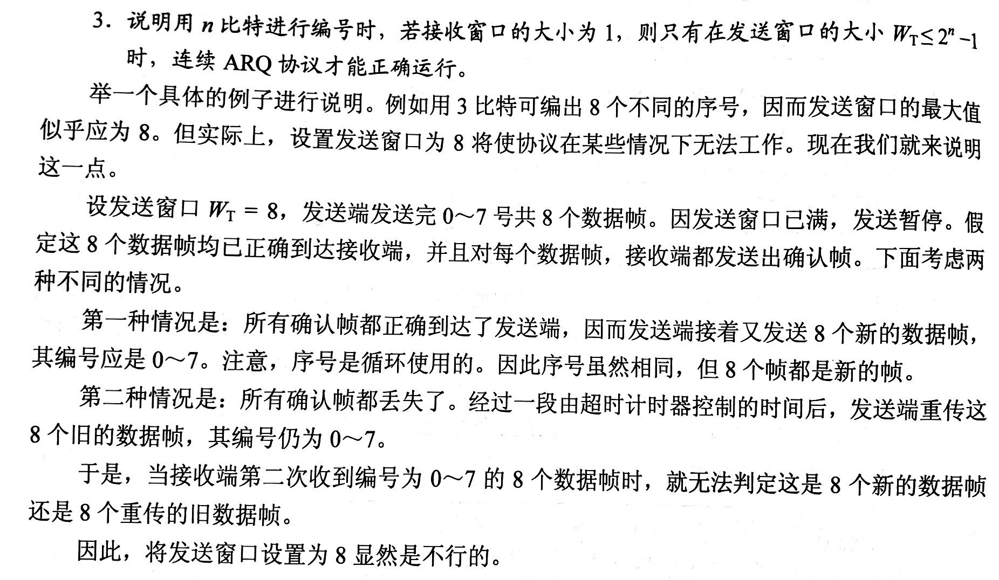 3. 说明用 n 比特进行编号时，若接收窗口的大小为 1，则只有在发送窗口的大小 W_T≤2ⁿ −1
时，连续 ARQ 协议才能正确运行。
举一个具体的例子进行说明。例如用 3 比特可编出 8 个不同的序号，因而发送窗口的最大值
似乎应为 8。但实际上，设置发送窗口为 8 将使协议在某些情况下无法工作。现在我们就来说明
这一点。
设发送窗口 W_T = 8，发送端发送完 0～7 号共 8 个数据帧。因发送窗口已满，发送暂停。假
定这 8 个数据帧均已正确到达接收端，并且对每个数据帧，接收端都发送出确认帧。下面考虑两
种不同的情况。
第一种情况是：所有确认帧都正确到达了发送端，因而发送端接着又发送 8 个新的数据帧，
其编号应是 0～7。注意，序号是循环使用的。因此序号虽然相同，但 8 个帧都是新的帧。
第二种情况是：所有确认帧都丢失了。经过一段由超时计时器控制的时间后，发送端重传这
8 个旧的数据帧，其编号仍为 0～7。
于是，当接收端第二次收到编号为 0～7 的 8 个数据帧时，就无法判定这是 8 个新的数据帧
还是 8 个重传的旧数据帧。
因此，将发送窗口设置为 8 显然是不行的。